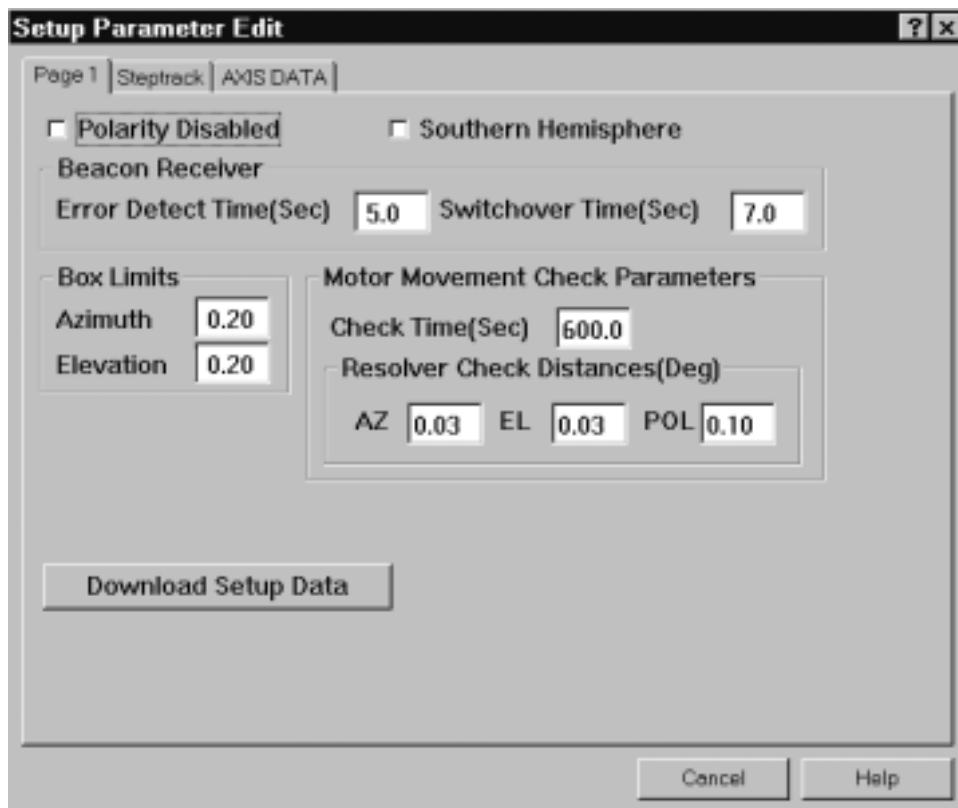 Setup Parameter Edit
Page 1 Steptrack AXIS DATA
Polarity Disabled Southern Hemisphere
Beacon Receiver
Error Detect Time(Sec) 5.0 Switchover Time(Sec) 7.0
Box Limits Motor Movement Check Parameters
Azimuth 0.20
Check Time(Sec) 600.0
Elevation 0.20
Resolver Check Distances(Deg)
AZ 0.03 EL 0.03 POL 0.10
Download Setup Data
Cancel Help